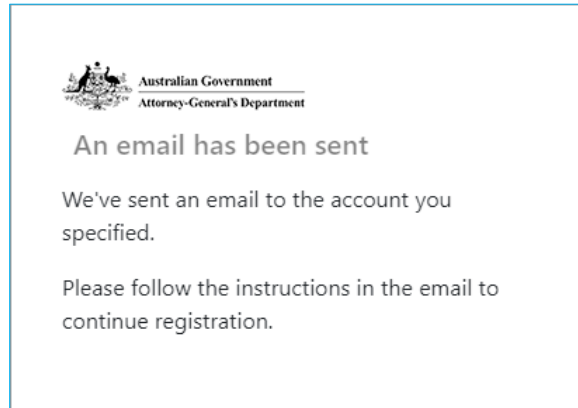 Australian Government
Attorney-General's Department
An email has been sent
We've sent an email to the account you
specified.
Please follow the instructions in the email to
continue registration.